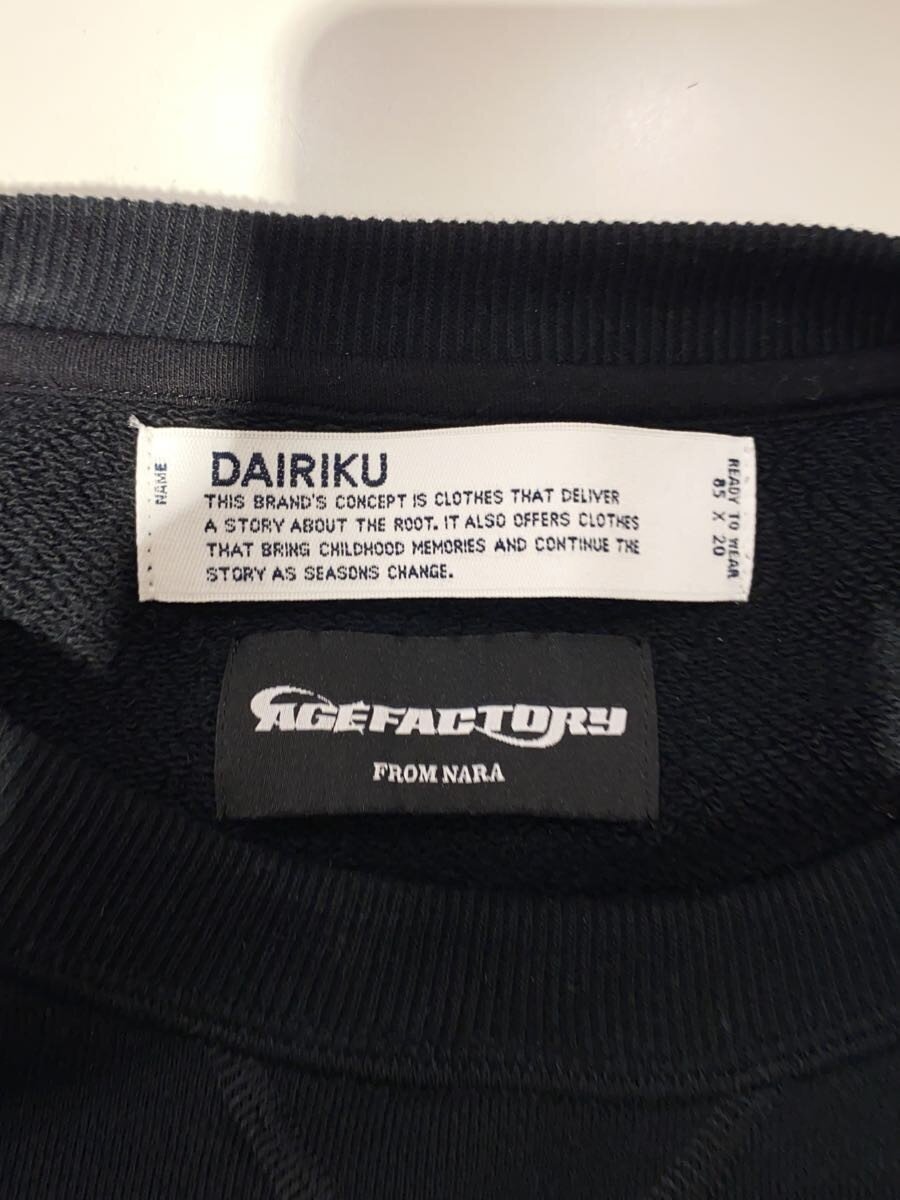 NAME
DAIRIKU
THIS BRAND'S CONCEPT IS CLOTHES THAT DELIVER
A STORY ABOUT THE ROOT. IT ALSO OFFERS CLOTHES
THAT BRING CHILDHOOD MEMORIES AND CONTINUE THE
STORY AS SEASONS CHANGE.
READY TO WEAR
85 X 20
AGEFACTORY
FROM NARA